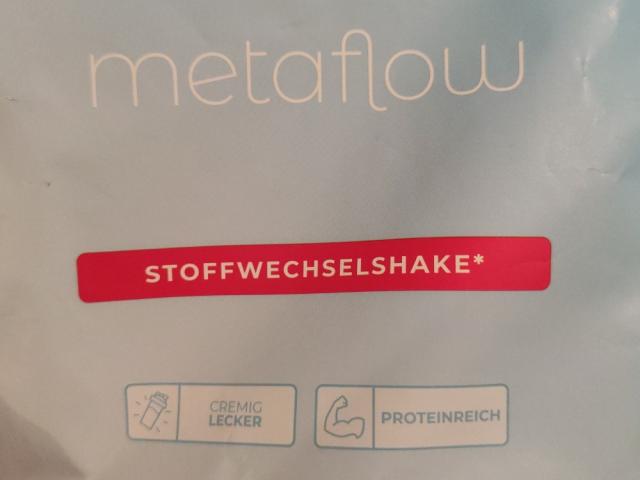 metaflow
STOFFWECHSELSHAKE*
CREMIG
LECKER
PROTEINREICH